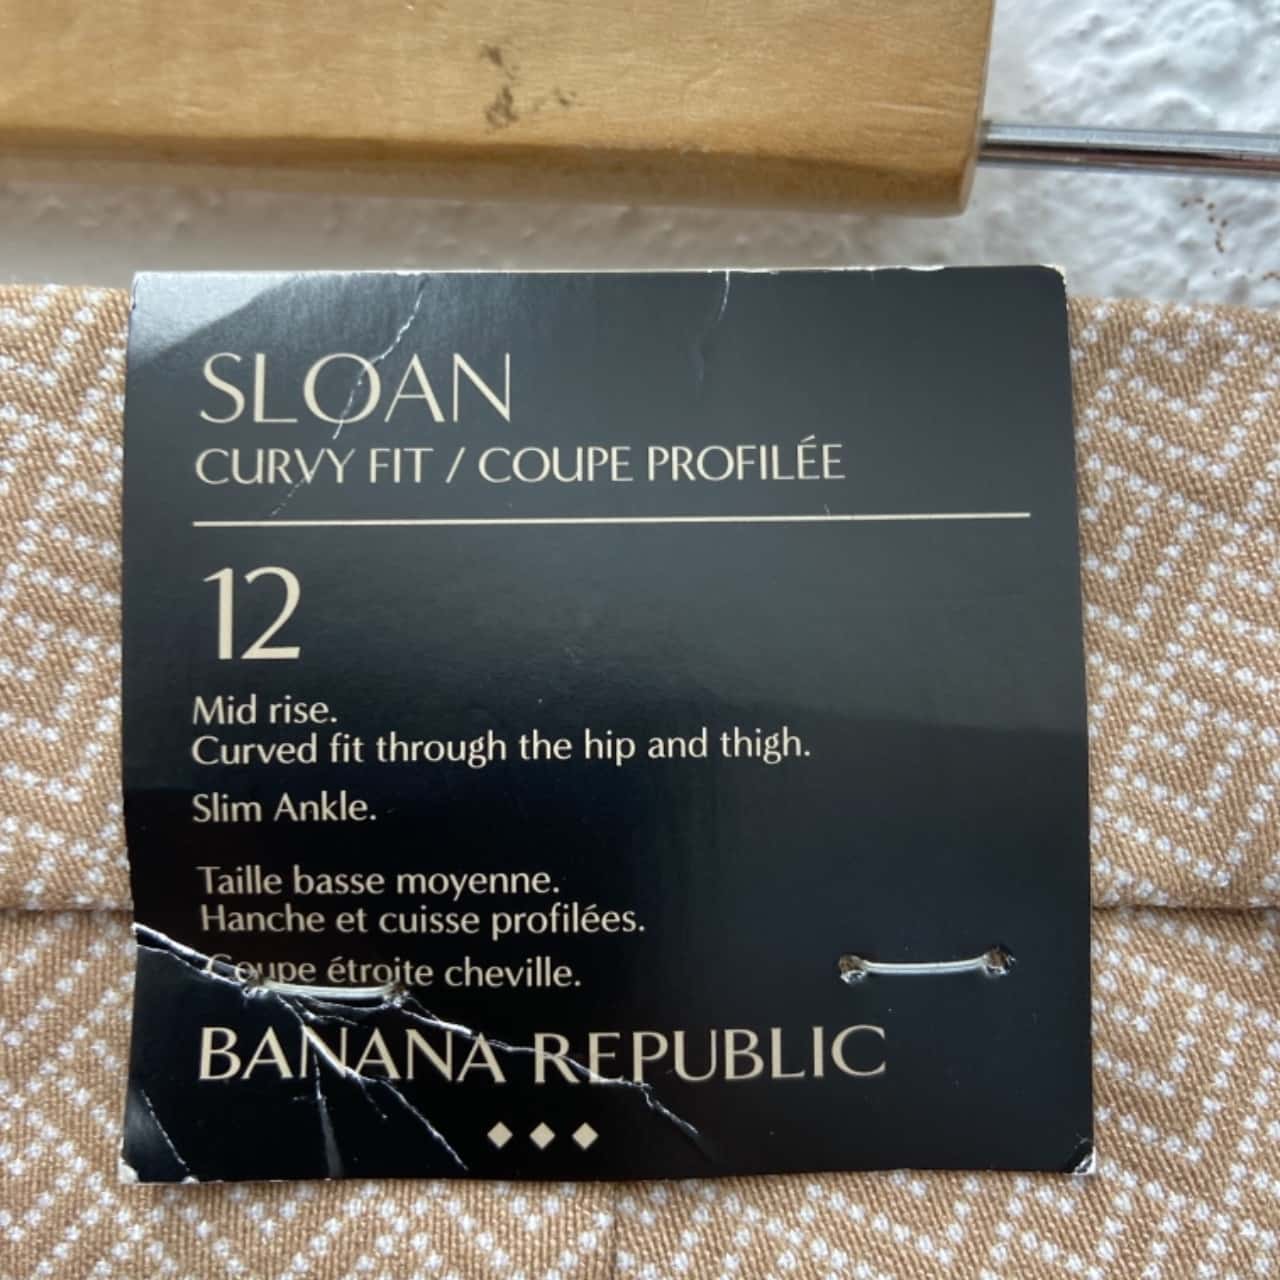 SLOAN
CURVY FIT / COUPE PROFILÉE
12
Mid rise.
Curved fit through the hip and thigh.
Slim Ankle.
Taille basse moyenne.
Hanche et cuisse profilées.
Coupe étroite cheville.
BANANA REPUBLIC